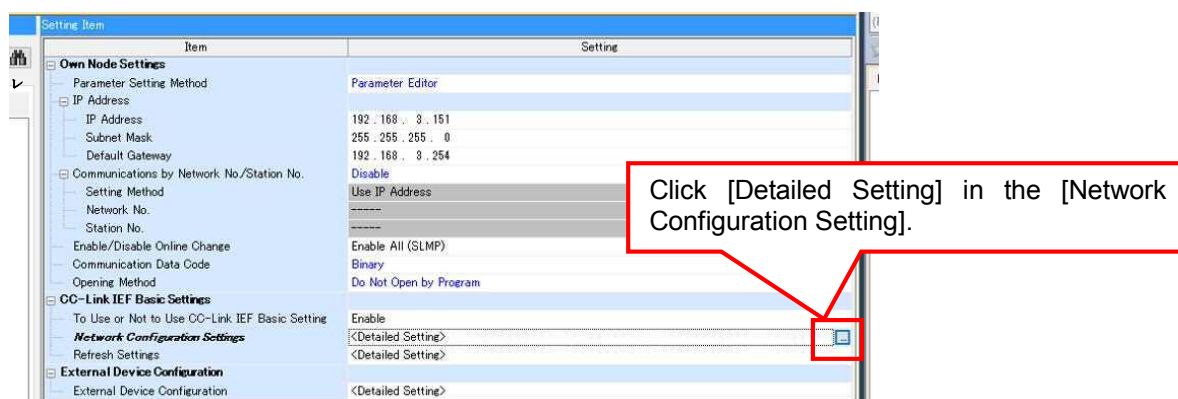 Setting Item
Item Setting
Own Node Settings
Parameter Setting Method Parameter Editor
IP Address
IP Address 192 . 168 . 3 . 151
Subnet Mask 255 . 255 . 255 . 0
Default Gateway 192 . 168 . 3 . 254
Communications by Network No./Station No. Disable
Setting Method Use IP Address
Network No. -----
Station No. -----
Enable/Disable Online Change Enable All (SLMP)
Communication Data Code Binary
Opening Method Do Not Open by Program
CC-Link IEF Basic Settings
To Use or Not to Use CC-Link IEF Basic Setting Enable
Network Configuration Settings <Detailed Setting>
Refresh Settings <Detailed Setting>
External Device Configuration
External Device Configuration <Detailed Setting>
Click [Detailed Setting] in the [Network
Configuration Setting].